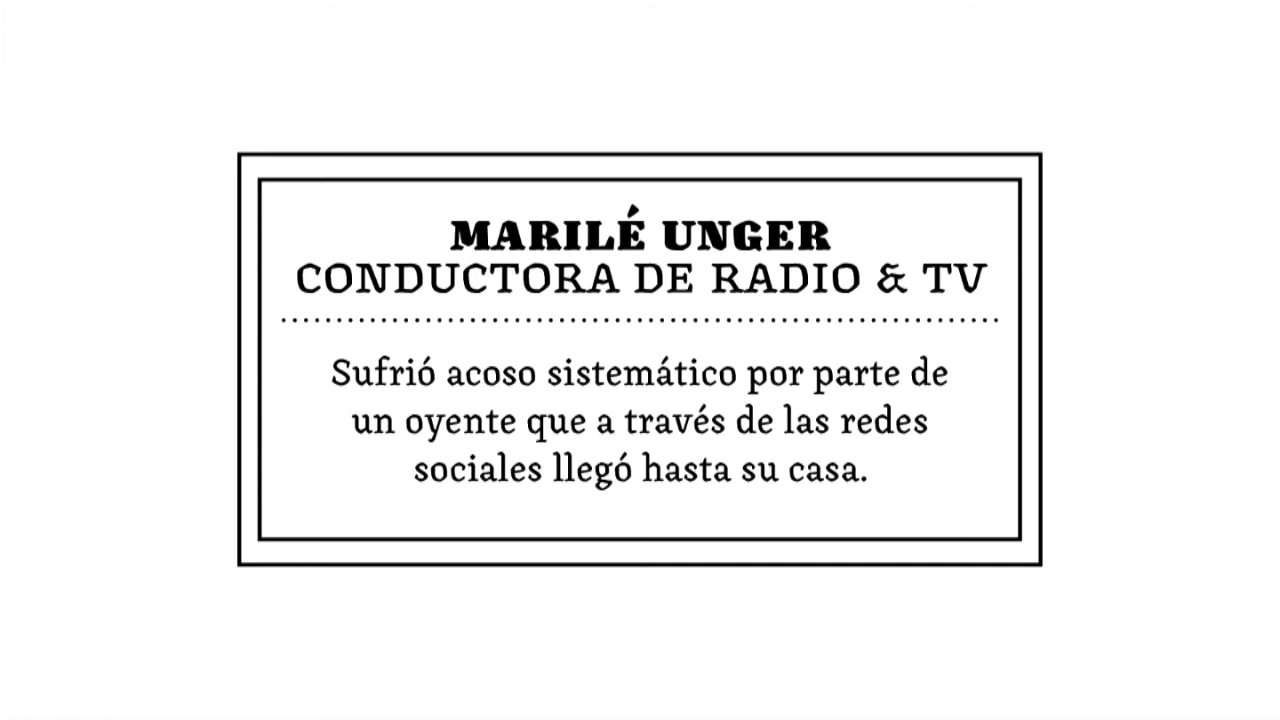 MARILÉ UNGER
CONDUCTORA DE RADIO & TV
Sufrió acoso sistemático por parte de
un oyente que a través de las redes
sociales llegó hasta su casa.